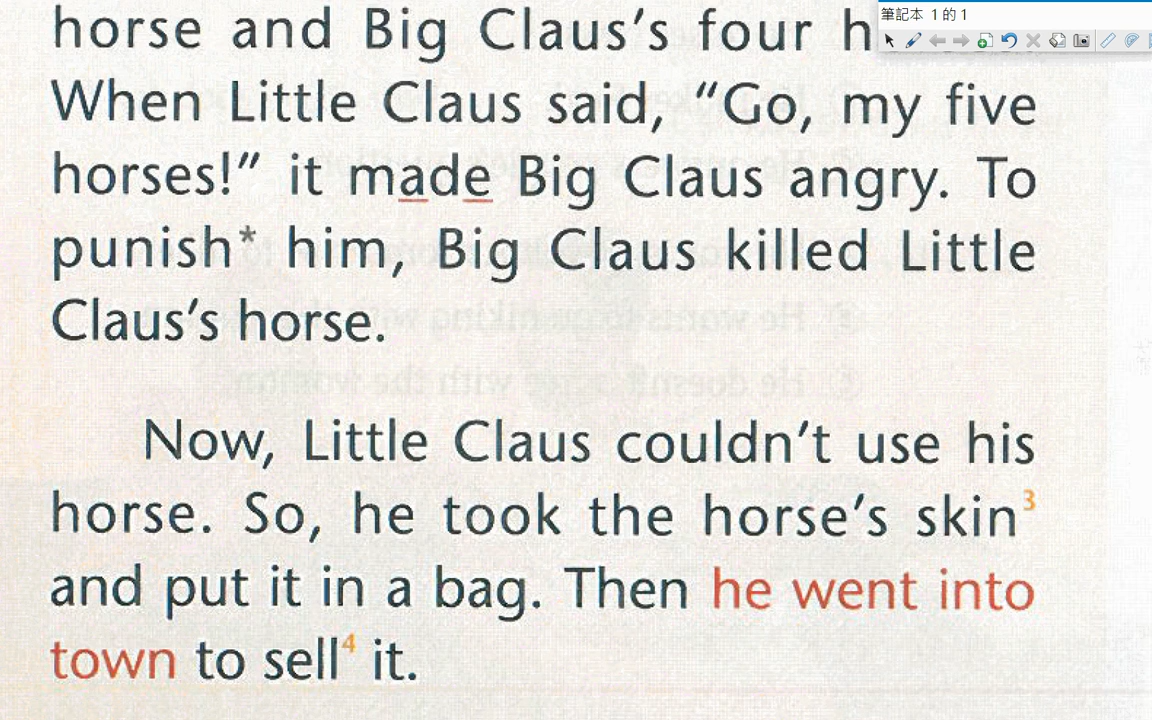 horse and Big Claus's four
筆記本 1 的 1
When Little Claus said, "Go, my five
horses!" it made Big Claus angry. To
punish* him, Big Claus killed Little
Claus's horse.
Now, Little Claus couldn't use his
horse. So, he took the horse's skin3
and put it in a bag. Then he went into
town to sell4 it.